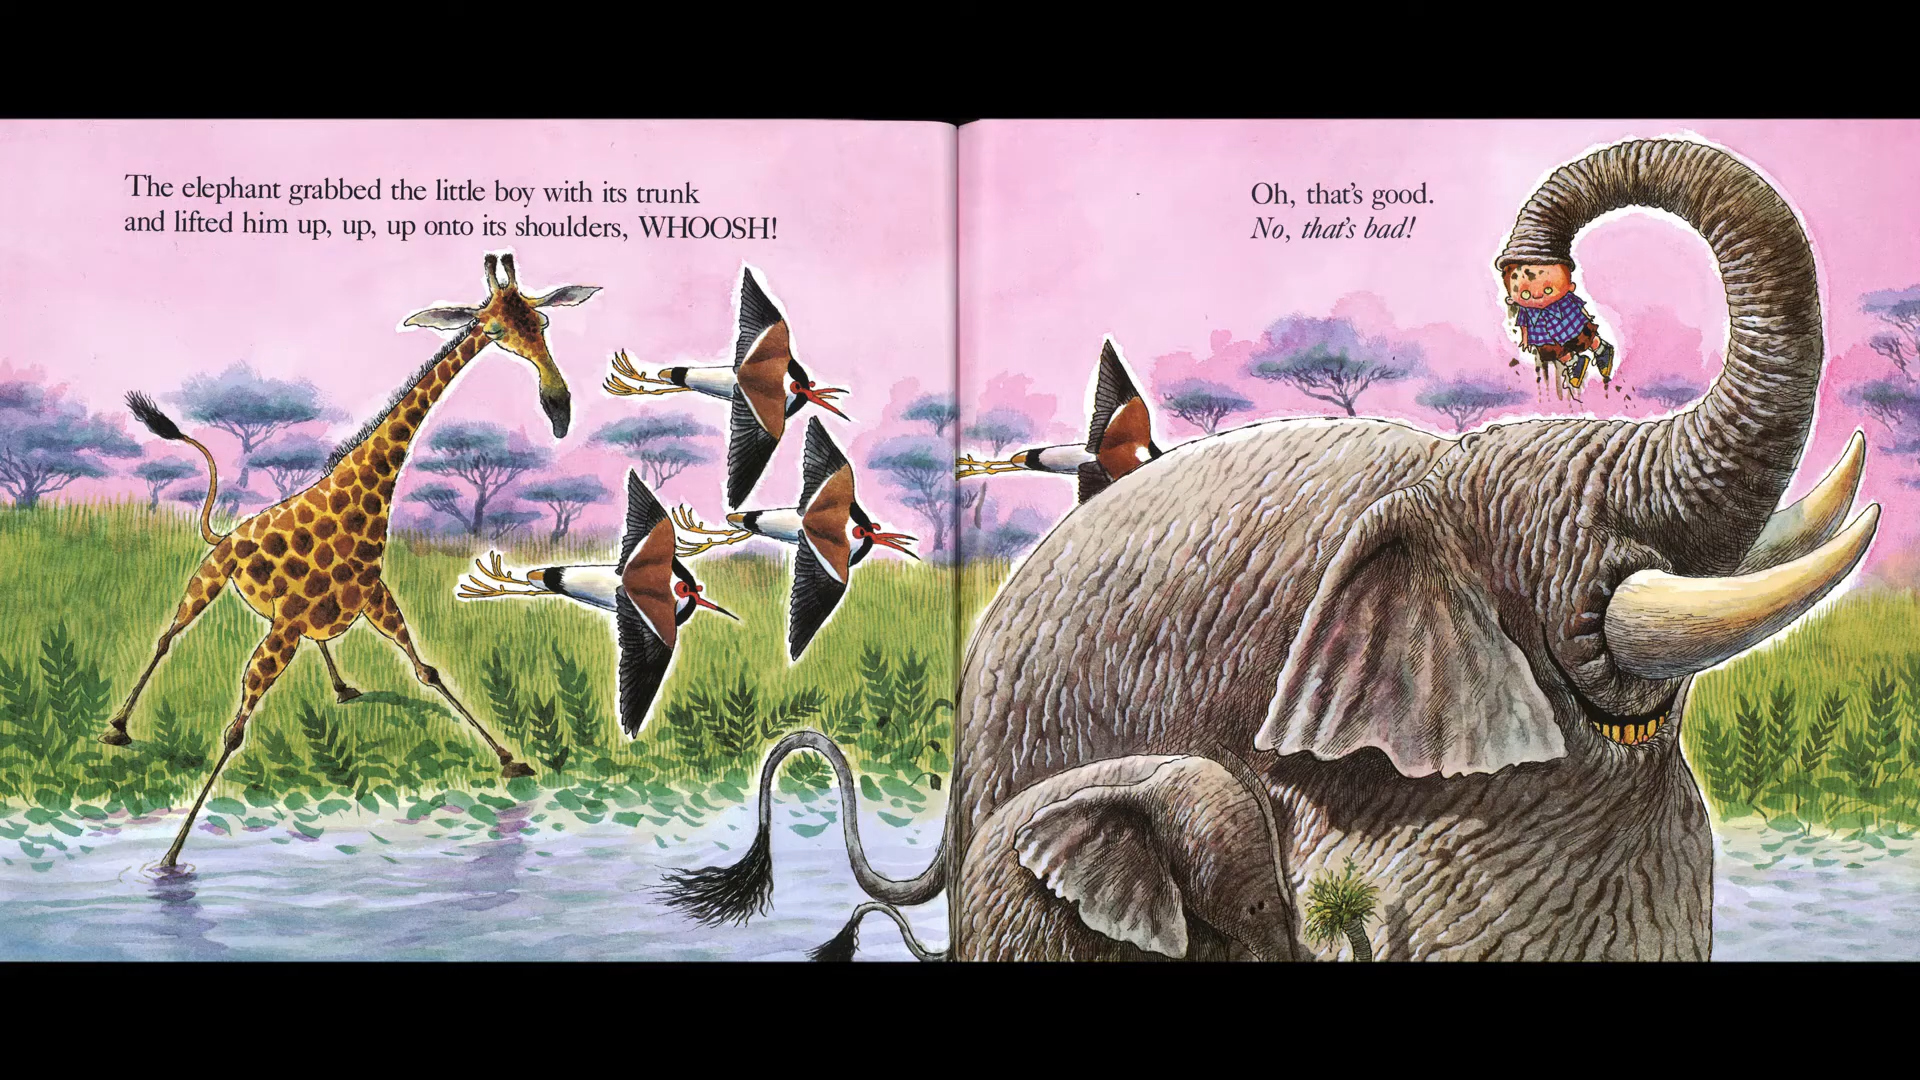 The elephant grabbed the little boy with its trunk
and lifted him up, up, up onto its shoulders, WHOOSH!
Oh, that's good.
No, that's bad!